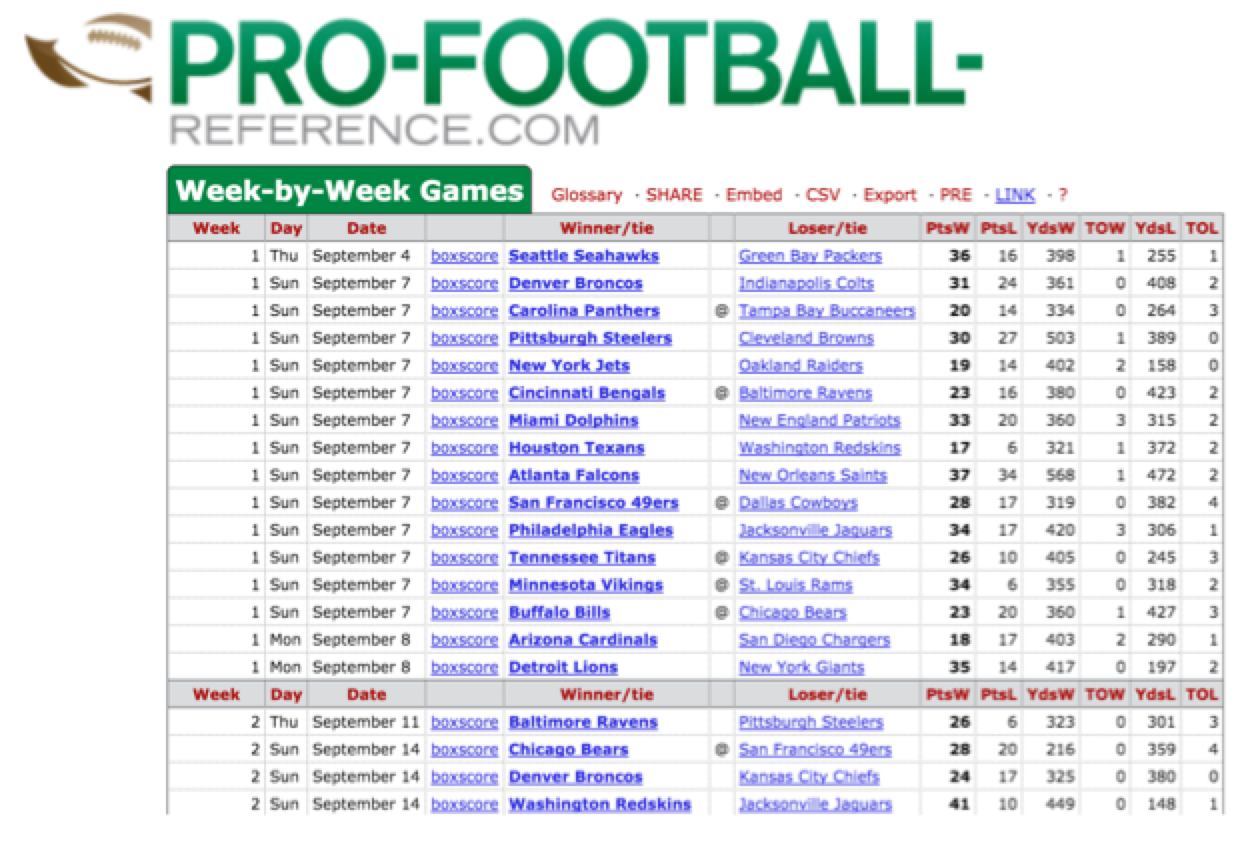 PRO-FOOTBALL-
REFERENCE.COM
Week-by-Week Games Glossary · SHARE · Embed · CSV · Export · PRE · LINK · ?
Week Day Date Winner/tie Loser/tie PtsW PtsL YdsW TOW YdsL TOL
1 Thu September 4 boxscore Seattle Seahawks Green Bay Packers 36 16 398 1 255 1
1 Sun September 7 boxscore Denver Broncos Indianapolis Colts 31 24 361 0 408 2
1 Sun September 7 boxscore Carolina Panthers @ Tampa Bay Buccaneers 20 14 334 0 264 3
1 Sun September 7 boxscore Pittsburgh Steelers Cleveland Browns 30 27 503 1 389 0
1 Sun September 7 boxscore New York Jets Oakland Raiders 19 14 402 2 158 0
1 Sun September 7 boxscore Cincinnati Bengals @ Baltimore Ravens 23 16 380 0 423 2
1 Sun September 7 boxscore Miami Dolphins New England Patriots 33 20 360 3 315 2
1 Sun September 7 boxscore Houston Texans Washington Redskins 17 6 321 1 372 2
1 Sun September 7 boxscore Atlanta Falcons New Orleans Saints 37 34 568 1 472 2
1 Sun September 7 boxscore San Francisco 49ers @ Dallas Cowboys 28 17 319 0 382 4
1 Sun September 7 boxscore Philadelphia Eagles Jacksonville Jaguars 34 17 420 3 306 1
1 Sun September 7 boxscore Tennessee Titans @ Kansas City Chiefs 26 10 405 0 245 3
1 Sun September 7 boxscore Minnesota Vikings @ St. Louis Rams 34 6 355 0 318 2
1 Sun September 7 boxscore Buffalo Bills @ Chicago Bears 23 20 360 1 427 3
1 Mon September 8 boxscore Arizona Cardinals San Diego Chargers 18 17 403 2 290 1
1 Mon September 8 boxscore Detroit Lions New York Giants 35 14 417 0 197 2
Week Day Date Winner/tie Loser/tie PtsW PtsL YdsW TOW YdsL TOL
2 Thu September 11 boxscore Baltimore Ravens Pittsburgh Steelers 26 6 323 0 301 3
2 Sun September 14 boxscore Chicago Bears @ San Francisco 49ers 28 20 216 0 359 4
2 Sun September 14 boxscore Denver Broncos Kansas City Chiefs 24 17 325 0 380 0
2 Sun September 14 boxscore Washington Redskins Jacksonville Jaguars 41 10 449 0 148 1